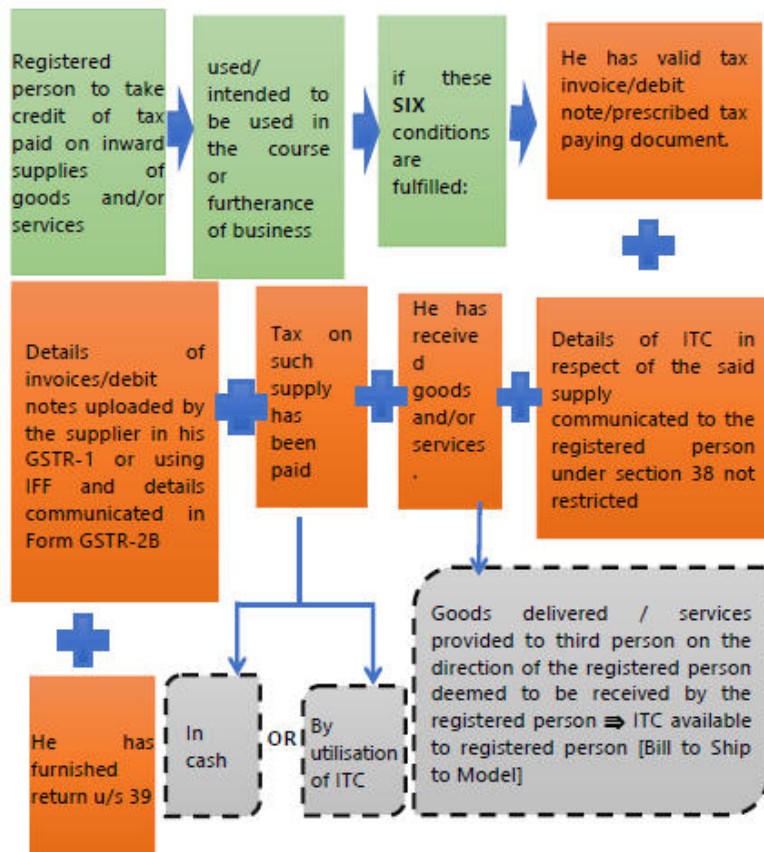 Registered
person to take
credit of tax
paid on inward
supplies of
goods and/or
services
used/
intended to
be used in
the course
or
furtherance
of business
if these
SIX
conditions
are
fulfilled:
He has valid tax
invoice/debit
note/prescribed tax
paying document.
Details of ITC in
respect of the said
supply
communicated to the
registered person
under section 38 not
restricted
He has
receive
d
goods
and/or
services
.
Tax on
such
supply
has
been
paid
Details of
invoices/debit
notes uploaded by
the supplier in his
GSTR-1 or using
IFF and details
communicated in
Form GSTR-2B
He has
furnished
return u/s 39
In
cash
OR
By
utilisation
of ITC
Goods delivered / services
provided to third person on the
direction of the registered person
deemed to be received by the
registered person ⇛ ITC available
to registered person [Bill to Ship
to Model]